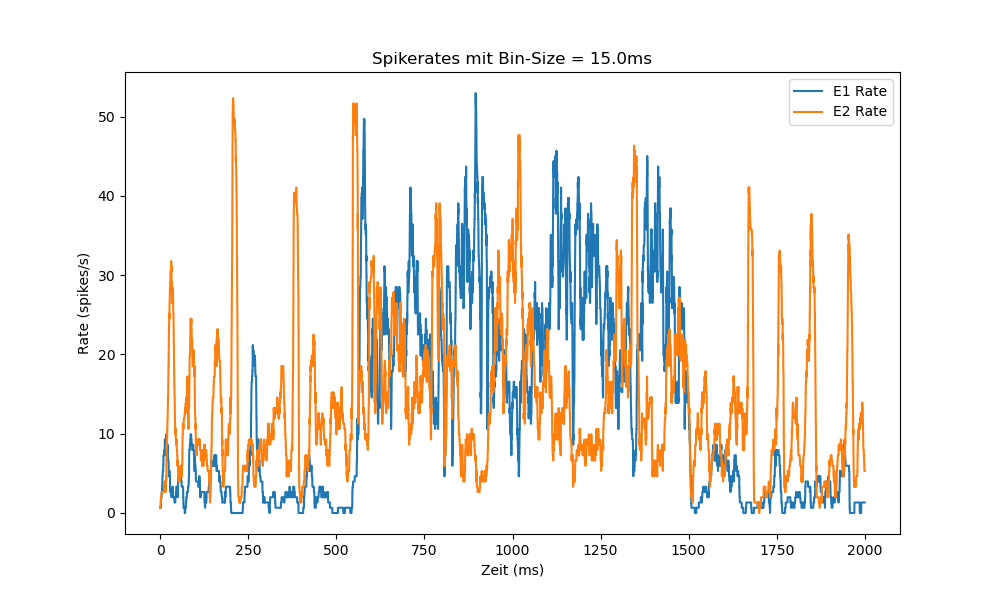 Spikerates mit Bin-Size = 15.0ms
E1 Rate
E2 Rate
Rate (spikes/s)
50
40
30
20
10
0
0 250 500 750 1000 1250 1500 1750 2000
Zeit (ms)